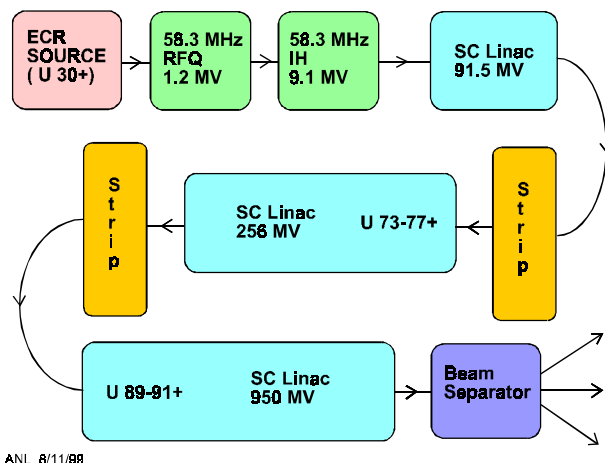 ECR
SOURCE
( U 30+)
58.3 MHz
RFQ
1.2 MV
58.3 MHz
IH
9.1 MV
SC Linac
91.5 MV
Strip
SC Linac
256 MV
U 73-77+
Strip
U 89-91+
SC Linac
950 MV
Beam
Separator
ANL 8/11/98